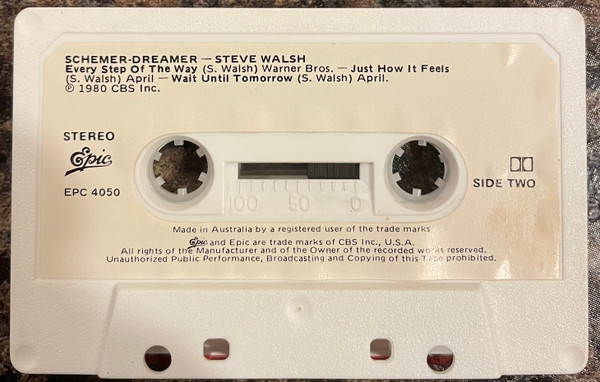 SCHEMER-DREAMER — STEVE WALSH
Every Step Of The Way (S. Walsh) Warner Bros. — Just How It Feels
(S. Walsh) April — Wait Until Tomorrow (S. Walsh) April.
Ⓟ 1980 CBS Inc.
STEREO
Epic
EPC 4050
SIDE TWO
100 50 0
Made in Australia by a registered user of the trade marks
Epic and Epic are trade marks of CBS Inc., U.S.A.
All rights of the Manufacturer and of the Owner of the recorded works reserved.
Unauthorized Public Performance, Broadcasting and Copying of this Tape prohibited.